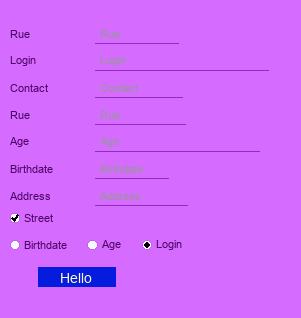 Rue Rue
Login Login
Contact Contact
Rue Rue
Age Age
Birthdate Birthdate
Address Address
Street
Birthdate Age Login
Hello